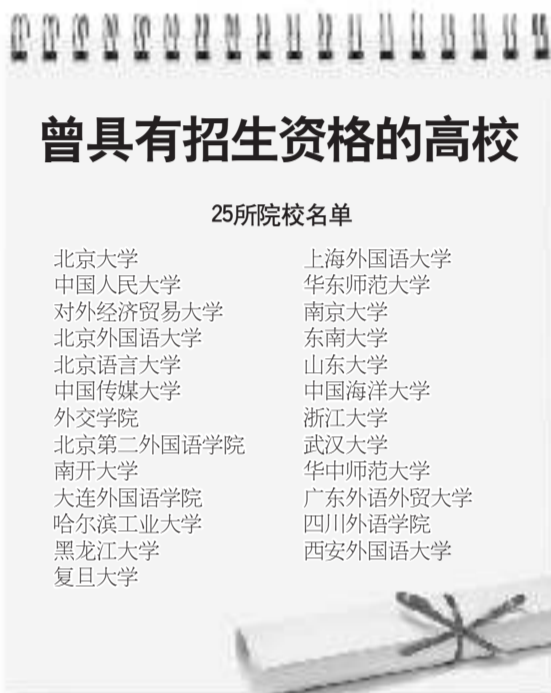 曾具有招生资格的高校
25所院校名单
北京大学
中国人民大学
对外经济贸易大学
北京外国语大学
北京语言大学
中国传媒大学
外交学院
北京第二外国语学院
南开大学
大连外国语学院
哈尔滨工业大学
黑龙江大学
复旦大学
上海外国语大学
华东师范大学
南京大学
东南大学
山东大学
中国海洋大学
浙江大学
武汉大学
华中师范大学
广东外语外贸大学
四川外语学院
西安外国语大学